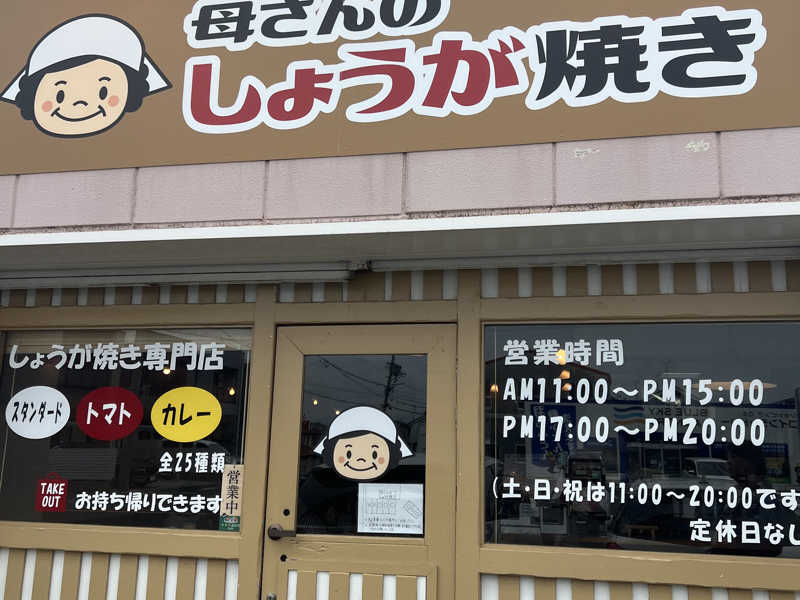 母さんの
しょうが焼き
しょうが焼き専門店
スタンダード
トマト
カレー
全25種類
TAKE OUT
お持ち帰りできます
営業中
営業時間
AM11:00～PM15:00
PM17:00～PM20:00
(土・日・祝は11:00～20:00です
定休日なし